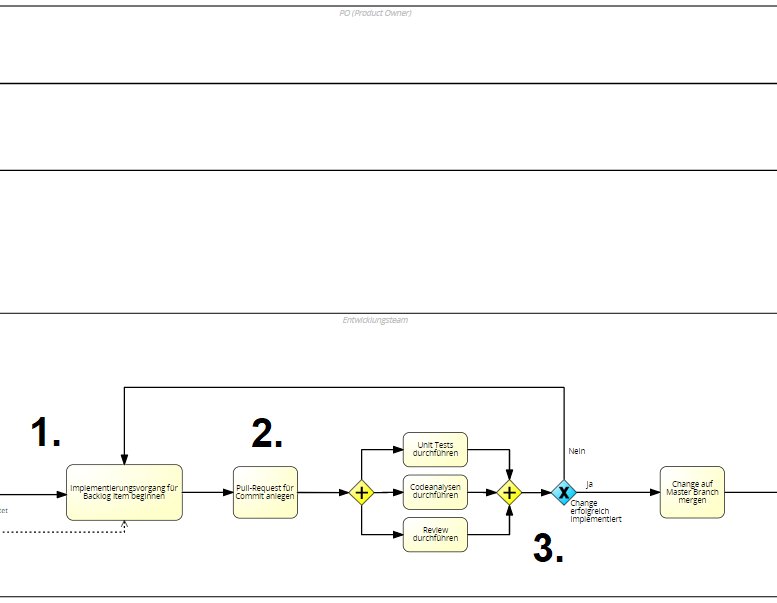 PO (Product Owner)
Entwicklungsteam
1.
2.
Unit Tests
durchführen
Nein
Implementierungsvorgang für
Backlog Item beginnen
Pull-Request für
Commit anlegen
Codeanalysen
durchführen
Ja
Change
erfolgreich
implementiert
Change auf
Master Branch
mergen
Review
durchführen
3.